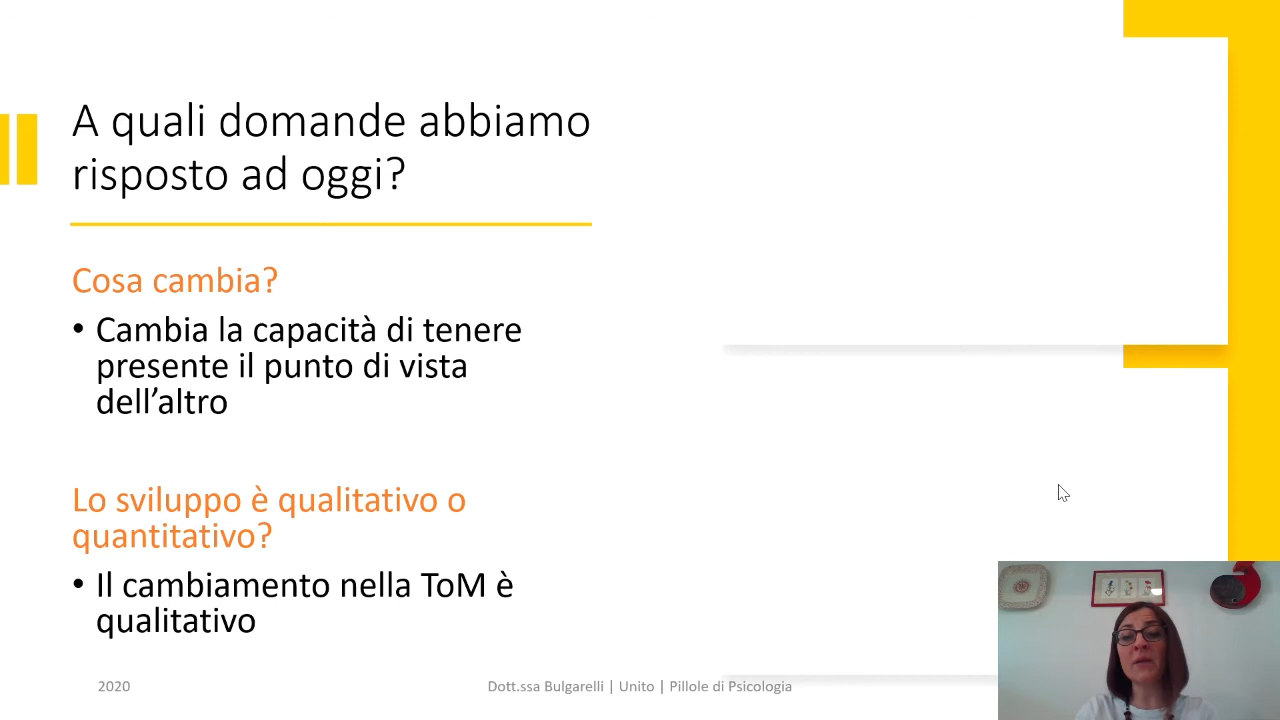 A quali domande abbiamo
risposto ad oggi?
Cosa cambia?
• Cambia la capacità di tenere
presente il punto di vista
dell’altro
Lo sviluppo è qualitativo o
quantitativo?
• Il cambiamento nella ToM è
qualitativo
2020
Dott.ssa Bulgarelli | Unito | Pillole di Psicologia